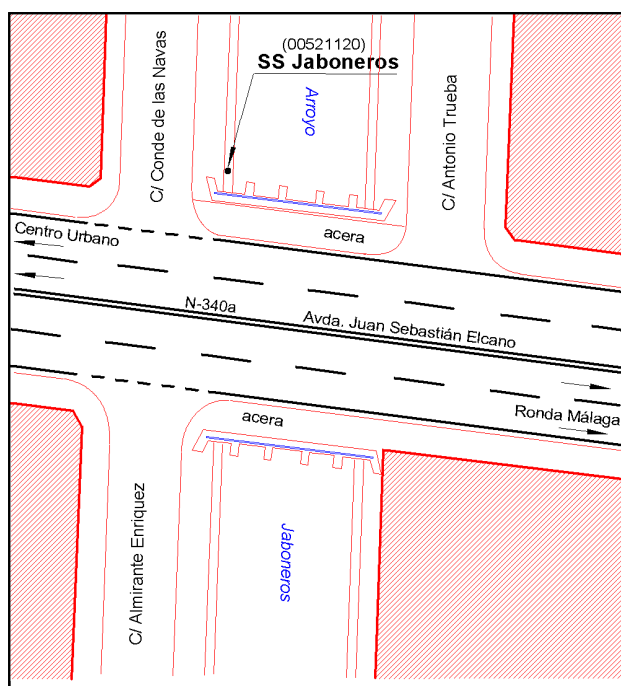 (00521120)
SS Jaboneros
C/ Conde de las Navas
Arroyo
C/ Antonio Trueba
acera
Centro Urbano
N-340a
Avda. Juan Sebastián Elcano
Ronda Málaga
acera
C/ Almirante Enriquez
Jaboneros